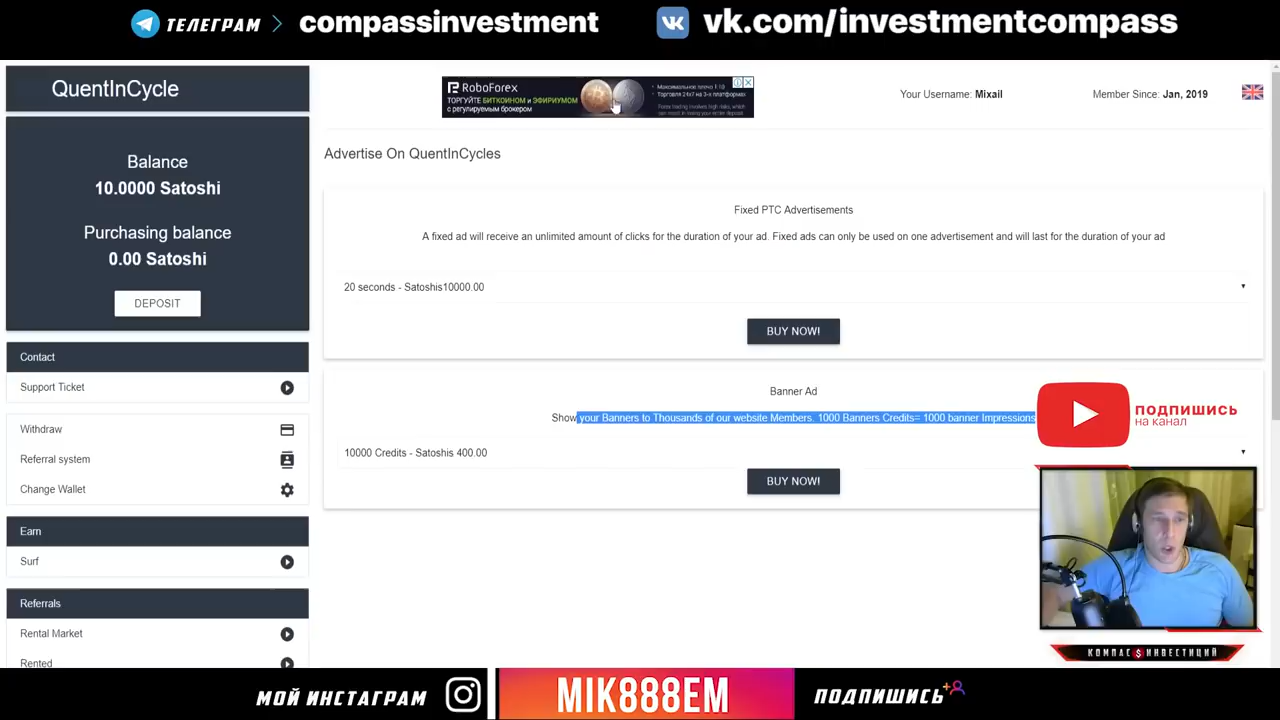 ТЕЛЕГРАМ > compassinvestment
vk.com/investmentcompass
QuentInCycle
RoboForex
ТОРГУЙТЕ БИТКОИНОМ и ЭФИРИУМОМ
с регулируемым брокером
Your Username: Mixail
Member Since: Jan, 2019
Balance
10.0000 Satoshi
Purchasing balance
0.00 Satoshi
DEPOSIT
Contact
Support Ticket
Withdraw
Referral system
Change Wallet
Earn
Surf
Referrals
Rental Market
Rented
Advertise On QuentInCycles
Fixed PTC Advertisements
A fixed ad will receive an unlimited amount of clicks for the duration of your ad. Fixed ads can only be used on one advertisement and will last for the duration of your ad
20 seconds - Satoshis10000.00
BUY NOW!
Banner Ad
Show your Banners to Thousands of our website Members. 1000 Banners Credits= 1000 banner Impressions
10000 Credits - Satoshis 400.00
BUY NOW!
ПОДПИШИСЬ
НА КАНАЛ
КОМПАС $ ИНВЕСТИЦИЙ
МОЙ ИНСТАГРАМ
MIK888EM
ПОДПИШИСЬ